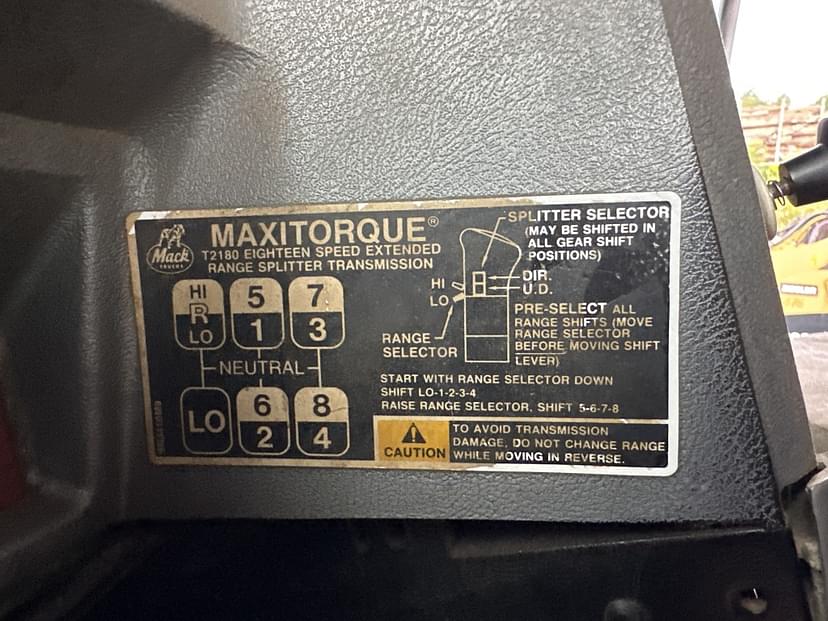 MAXITORQUE®
T2180 EIGHTEEN SPEED EXTENDED
RANGE SPLITTER TRANSMISSION
Mack
TRUCKS
HI
R
LO
5
1
7
3
NEUTRAL
LO
6
2
8
4
SPLITTER SELECTOR
(MAY BE SHIFTED IN
ALL GEAR SHIFT
POSITIONS)
DIR.
U.D.
HI
LO
RANGE
SELECTOR
PRE-SELECT ALL
RANGE SHIFTS (MOVE
RANGE SELECTOR
BEFORE MOVING SHIFT
LEVER)
START WITH RANGE SELECTOR DOWN
SHIFT LO-1-2-3-4
RAISE RANGE SELECTOR, SHIFT 5-6-7-8
CAUTION
TO AVOID TRANSMISSION
DAMAGE, DO NOT CHANGE RANGE
WHILE MOVING IN REVERSE.